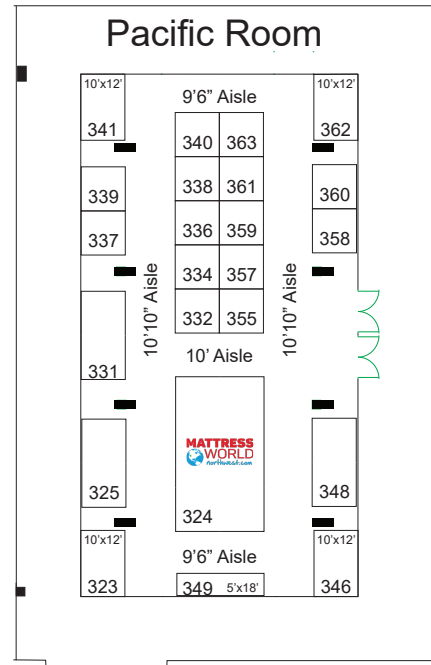 Pacific Room
10'x12'
10'x12'
9'6” Aisle
341
362
340
363
339
338
361
360
337
336
359
358
334
357
10’10” Aisle
10’10” Aisle
332
355
331
10’ Aisle
MATTRESS
WORLD
northwest.com
325
324
348
10'x12'
10'x12'
9’6” Aisle
323
349
5'x18'
346